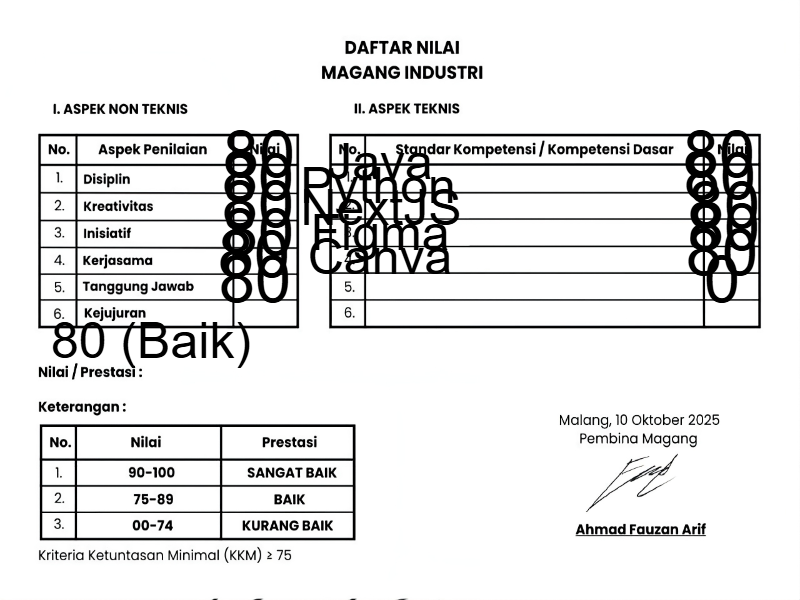 DAFTAR NILAI
MAGANG INDUSTRI
I. ASPEK NON TEKNIS
No. Aspek Penilaian Nilai
1. Disiplin 80
2. Kreativitas 80
3. Inisiatif 80
4. Kerjasama 80
5. Tanggung Jawab 80
6. Kejujuran 80
II. ASPEK TEKNIS
No. Standar Kompetensi / Kompetensi Dasar Nilai
Java 80
Python 80
NextJS 80
Figma 80
Canva 80
5. 0
6.
80 (Baik)
Nilai / Prestasi :
Keterangan :
No. Nilai Prestasi
1. 90-100 SANGAT BAIK
2. 75-89 BAIK
3. 00-74 KURANG BAIK
Kriteria Ketuntasan Minimal (KKM) ≥ 75
Malang, 10 Oktober 2025
Pembina Magang
Ahmad Fauzan Arif